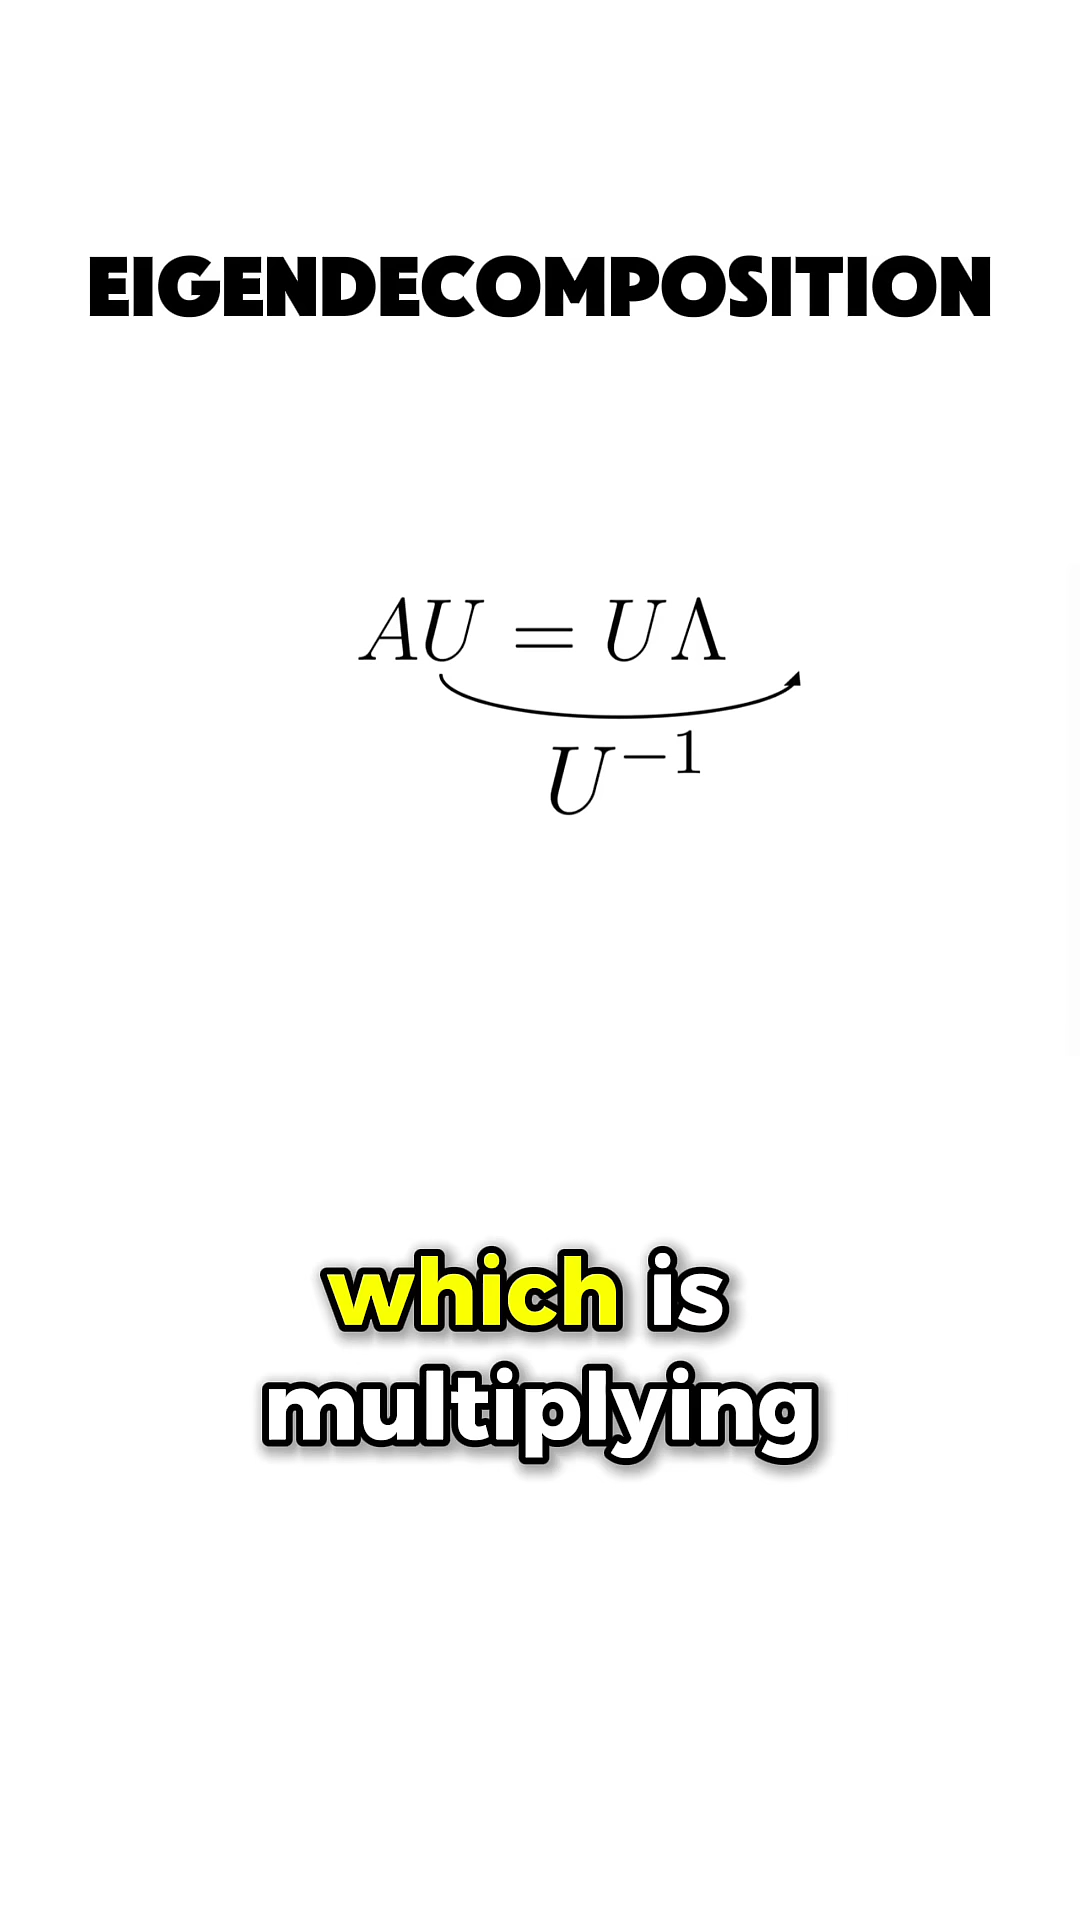 EIGENDECOMPOSITION
AU = UΛ
U⁻¹
which is
multiplying